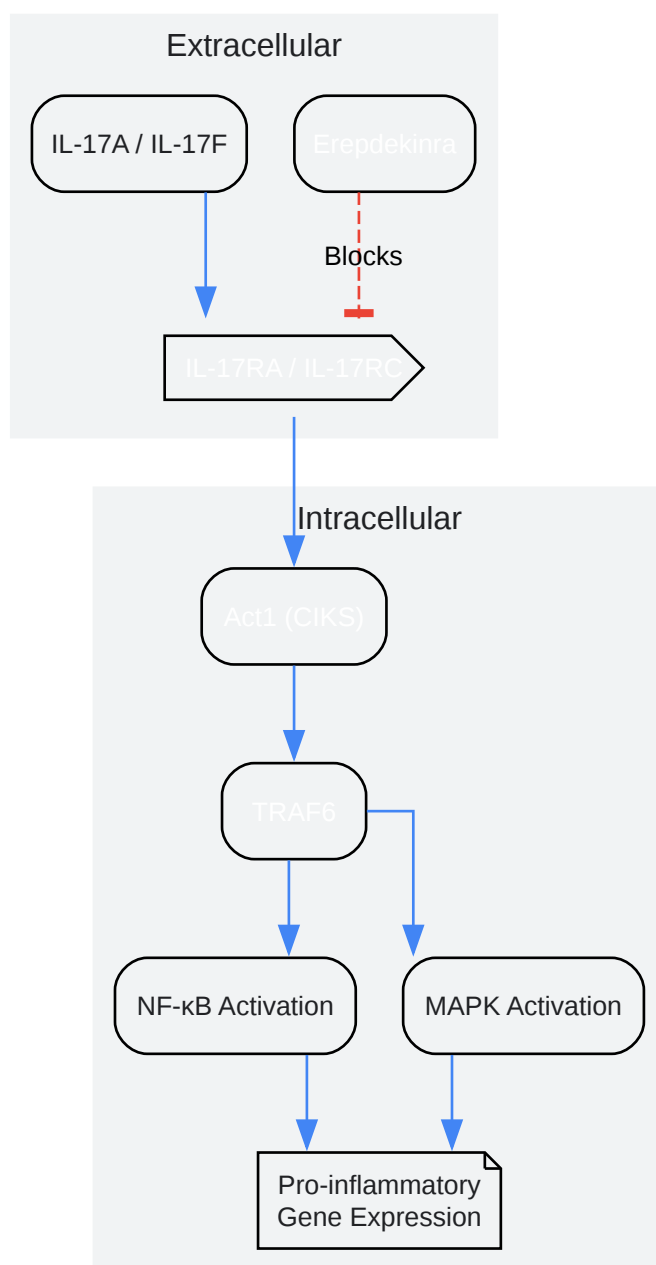 Extracellular
IL-17A / IL-17F
Erepdekinra
Blocks
IL-17RA / IL-17RC
Intracellular
Act1 (CIKS)
TRAF6
NF-κB Activation
MAPK Activation
Pro-inflammatory
Gene Expression